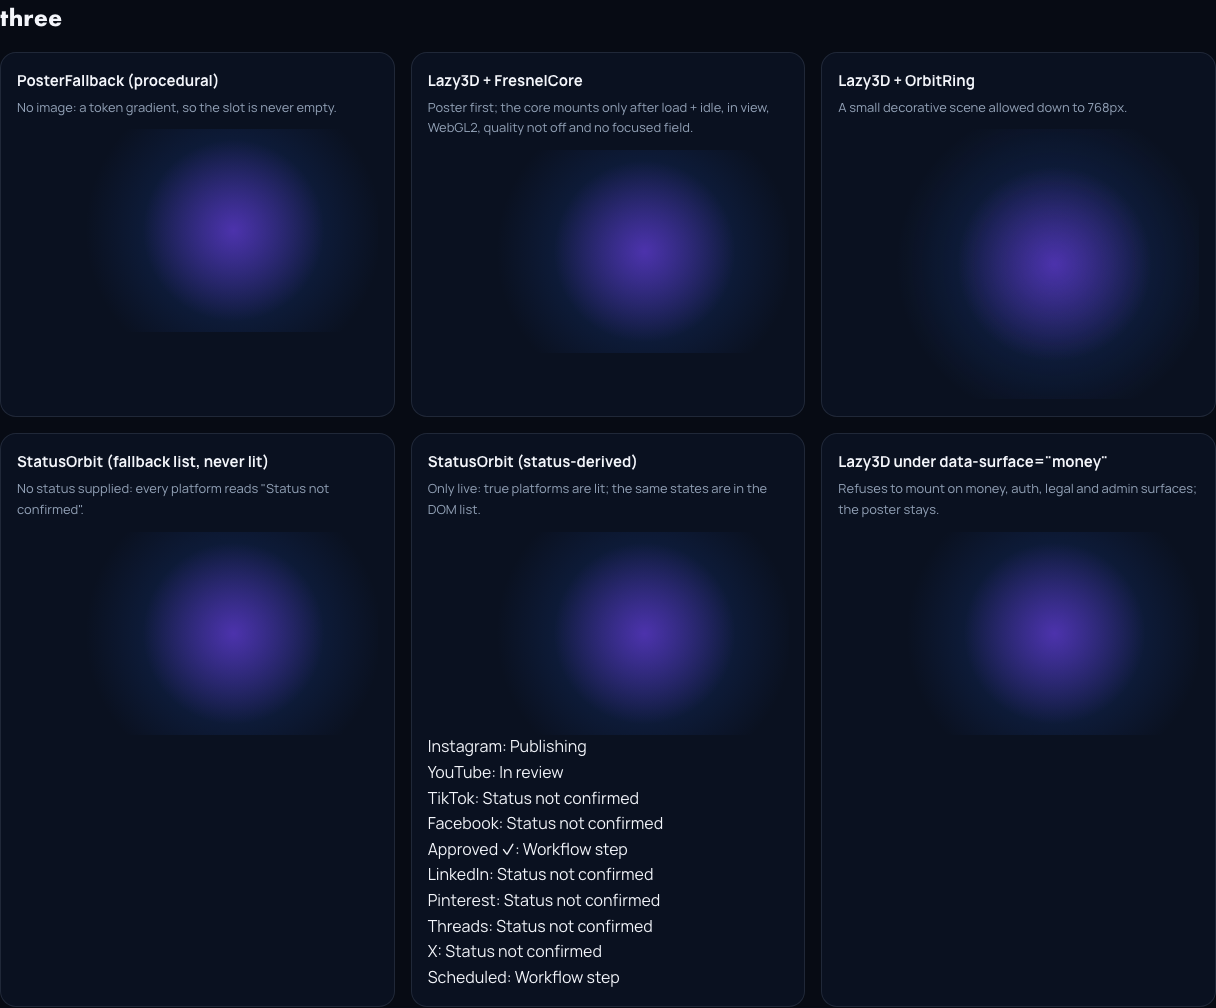 three
PosterFallback (procedural)
No image: a token gradient, so the slot is never empty.
Lazy3D + FresnelCore
Poster first; the core mounts only after load + idle, in view,
WebGL2, quality not off and no focused field.
Lazy3D + OrbitRing
A small decorative scene allowed down to 768px.
StatusOrbit (fallback list, never lit)
No status supplied: every platform reads "Status not
confirmed".
StatusOrbit (status-derived)
Only live: true platforms are lit; the same states are in the
DOM list.
Instagram: Publishing
YouTube: In review
TikTok: Status not confirmed
Facebook: Status not confirmed
Approved ✓: Workflow step
LinkedIn: Status not confirmed
Pinterest: Status not confirmed
Threads: Status not confirmed
X: Status not confirmed
Scheduled: Workflow step
Lazy3D under data-surface="money"
Refuses to mount on money, auth, legal and admin surfaces;
the poster stays.